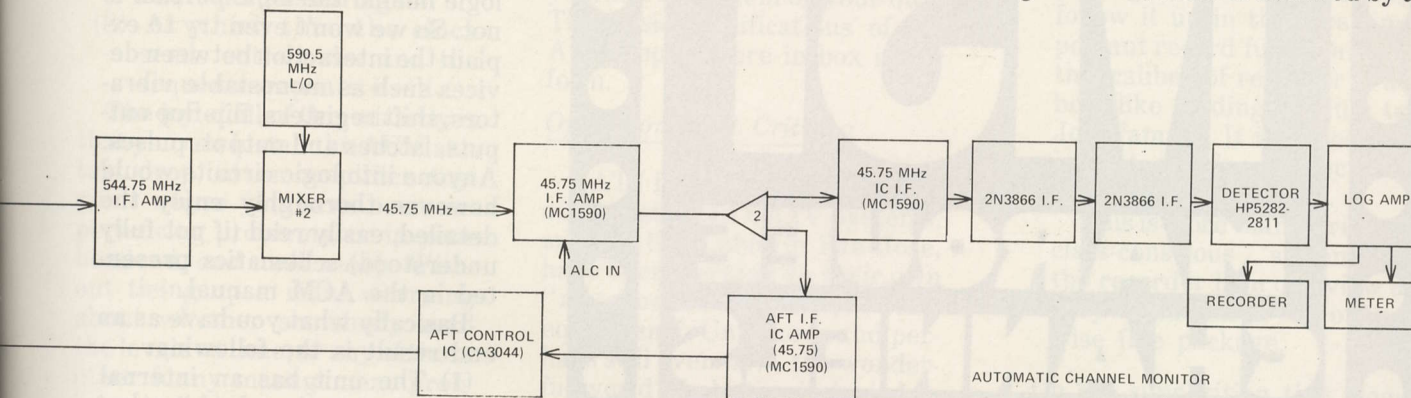 590.5
MHz
L/O
544.75 MHz
I.F. AMP
MIXER
#2
45.75 MHz
45.75 MHz
I.F. AMP
(MC1590)
ALC IN
2
45.75 MHz
IC I.F.
(MC1590)
2N3866 I.F.
2N3866 I.F.
DETECTOR
HP5282-
2811
LOG AMP
RECORDER
METER
AFT CONTROL
IC (CA3044)
AFT I.F.
IC AMP
(45.75)
(MC1590)
AUTOMATIC CHANNEL MONITOR